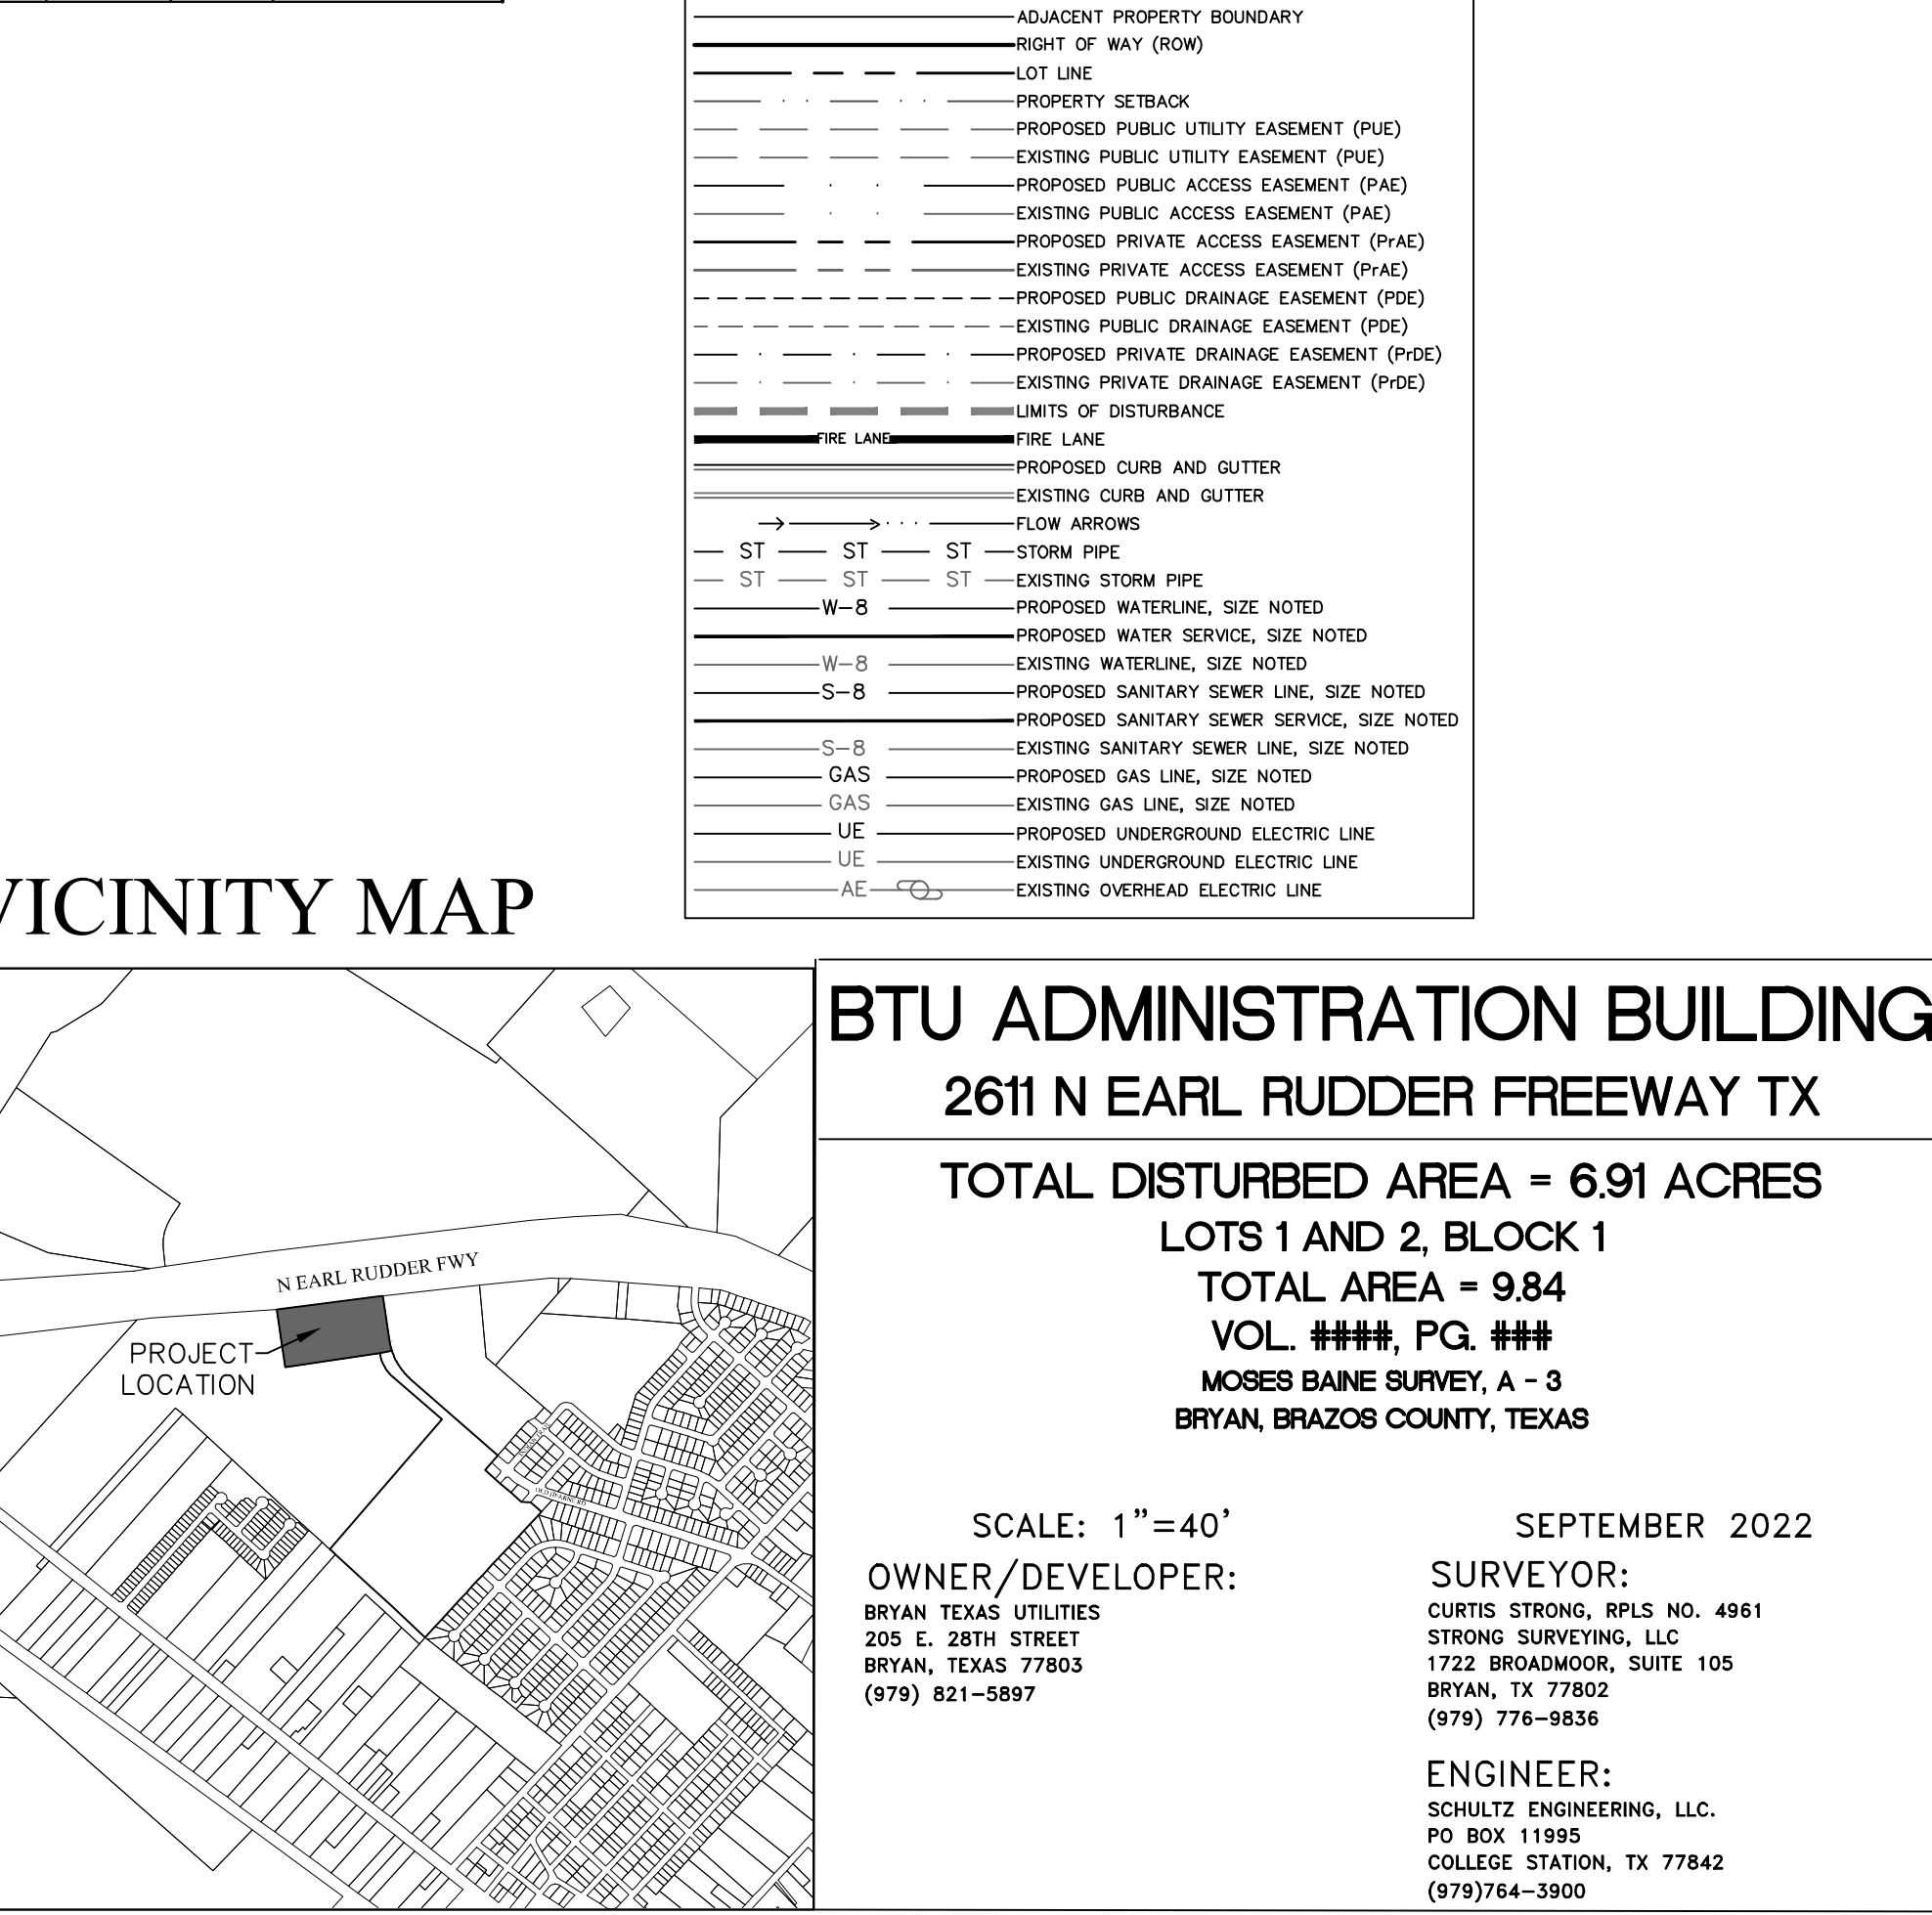 ADJACENT PROPERTY BOUNDARY
RIGHT OF WAY (ROW)
LOT LINE
PROPERTY SETBACK
PROPOSED PUBLIC UTILITY EASEMENT (PUE)
EXISTING PUBLIC UTILITY EASEMENT (PUE)
PROPOSED PUBLIC ACCESS EASEMENT (PAE)
EXISTING PUBLIC ACCESS EASEMENT (PAE)
PROPOSED PRIVATE ACCESS EASEMENT (PrAE)
EXISTING PRIVATE ACCESS EASEMENT (PrAE)
PROPOSED PUBLIC DRAINAGE EASEMENT (PDE)
EXISTING PUBLIC DRAINAGE EASEMENT (PDE)
PROPOSED PRIVATE DRAINAGE EASEMENT (PrDE)
EXISTING PRIVATE DRAINAGE EASEMENT (PrDE)
LIMITS OF DISTURBANCE
FIRE LANE FIRE LANE
PROPOSED CURB AND GUTTER
EXISTING CURB AND GUTTER
FLOW ARROWS
ST ST ST STORM PIPE
ST ST ST EXISTING STORM PIPE
W-8 PROPOSED WATERLINE, SIZE NOTED
PROPOSED WATER SERVICE, SIZE NOTED
W-8 EXISTING WATERLINE, SIZE NOTED
S-8 PROPOSED SANITARY SEWER LINE, SIZE NOTED
PROPOSED SANITARY SEWER SERVICE, SIZE NOTED
S-8 EXISTING SANITARY SEWER LINE, SIZE NOTED
GAS PROPOSED GAS LINE, SIZE NOTED
GAS EXISTING GAS LINE, SIZE NOTED
UE PROPOSED UNDERGROUND ELECTRIC LINE
UE EXISTING UNDERGROUND ELECTRIC LINE
AE EXISTING OVERHEAD ELECTRIC LINE
VICINITY MAP
N EARL RUDDER FWY
PROJECT
LOCATION
BTU ADMINISTRATION BUILDING
2611 N EARL RUDDER FREEWAY TX
TOTAL DISTURBED AREA = 6.91 ACRES
LOTS 1 AND 2, BLOCK 1
TOTAL AREA = 9.84
VOL. ####, PG. ###
MOSES BAINE SURVEY, A - 3
BRYAN, BRAZOS COUNTY, TEXAS
SCALE: 1"=40'
SEPTEMBER 2022
OWNER/DEVELOPER:
BRYAN TEXAS UTILITIES
205 E. 28TH STREET
BRYAN, TEXAS 77803
(979) 821-5897
SURVEYOR:
CURTIS STRONG, RPLS NO. 4961
STRONG SURVEYING, LLC
1722 BROADMOOR, SUITE 105
BRYAN, TX 77802
(979) 776-9836
ENGINEER:
SCHULTZ ENGINEERING, LLC.
PO BOX 11995
COLLEGE STATION, TX 77842
(979)764-3900